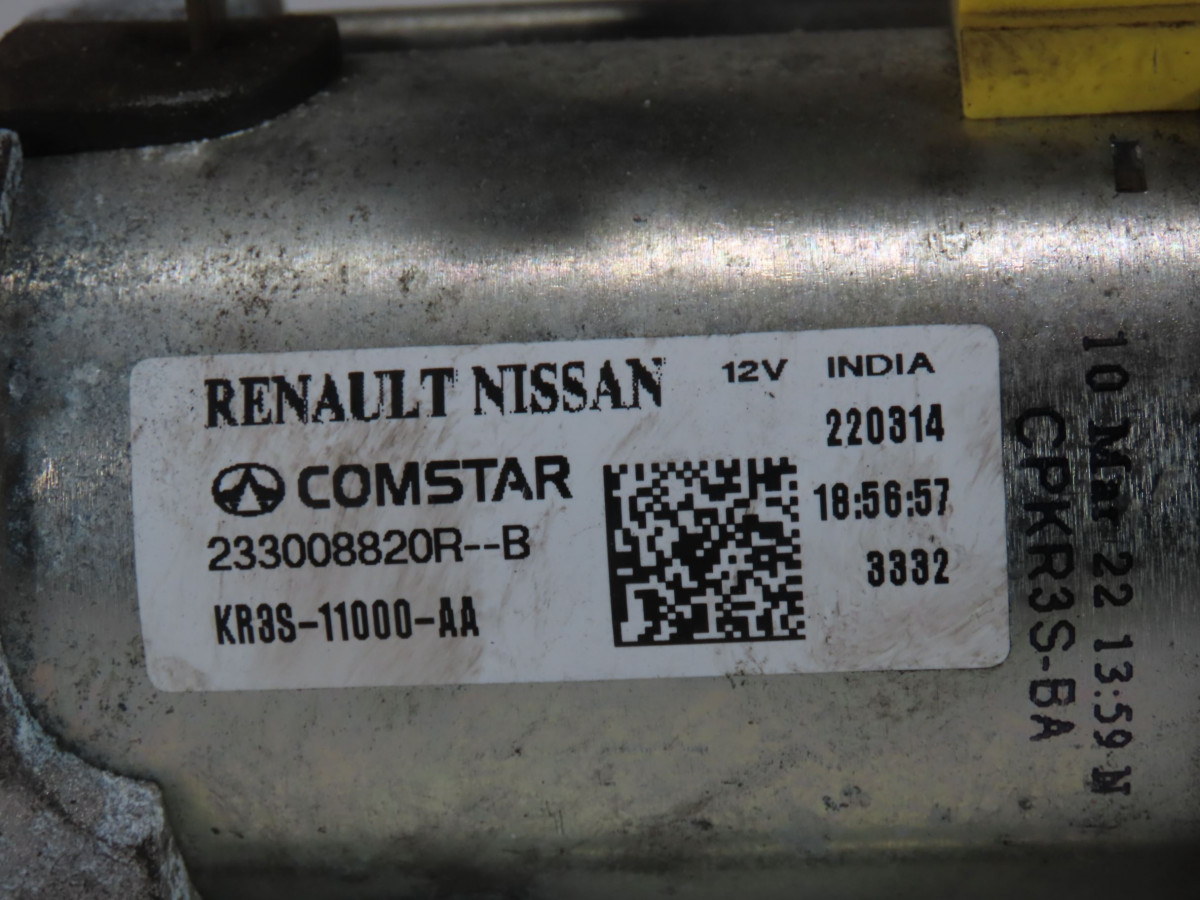 RENAULT NISSAN 12V INDIA
220314
COMSTAR
18:56:57
233008820R--B
3332
KR3S-11000-AA
10 Mar 22 13:59 N
CPKR3S-BA